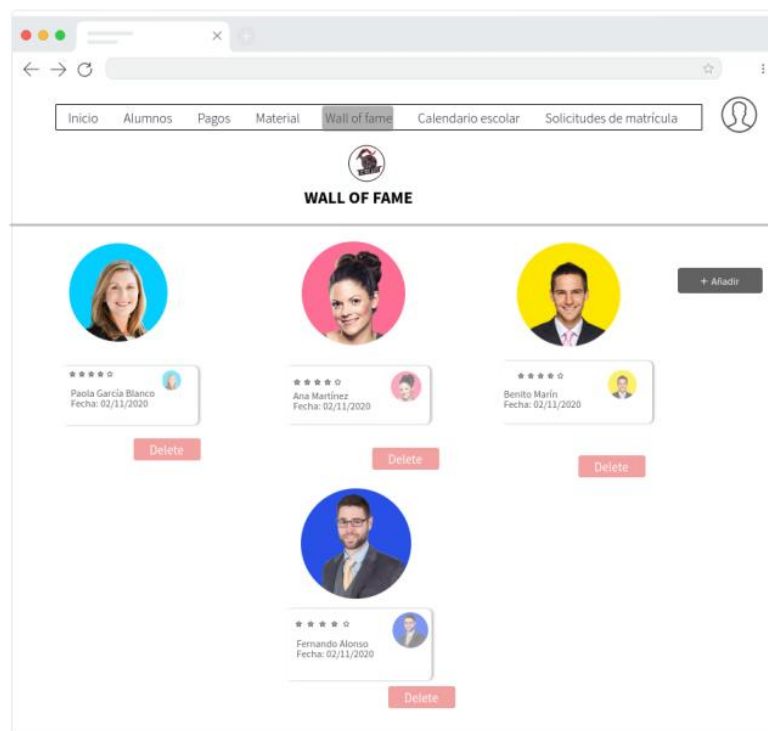 Inicio Alumnos Pagos Material Wall of fame Calendario escolar Solicitudes de matrícula
WALL OF FAME
+ Añadir
Paola García Blanco
Fecha: 02/11/2020
Delete
Ana Martínez
Fecha: 02/11/2020
Delete
Benito Marín
Fecha: 02/11/2020
Delete
Fernando Alonso
Fecha: 02/11/2020
Delete